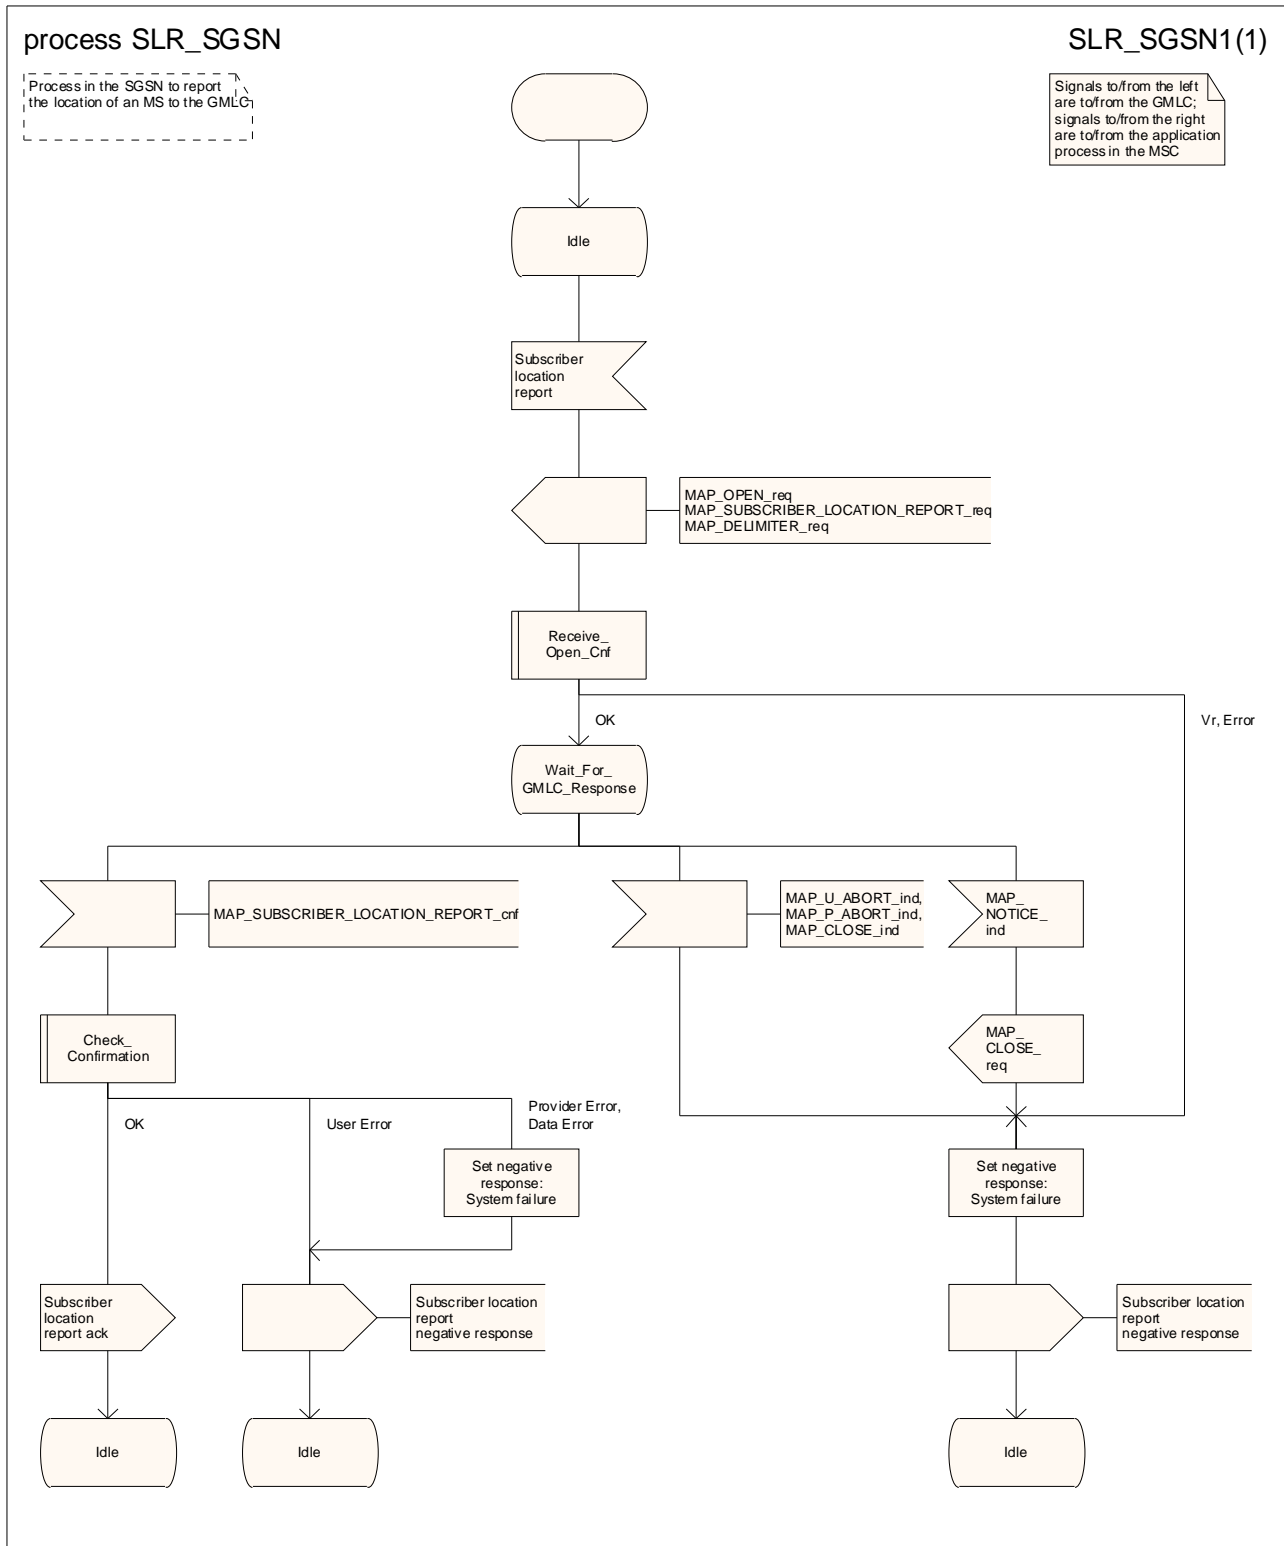 process SLR_SGSN
SLR_SGSN1(1)
Process in the SGSN to report
the location of an MS to the GMLC
Signals to/from the left
are to/from the GMLC;
signals to/from the right
are to/from the application
process in the MSC
Idle
Subscriber
location
report
MAP_OPEN_req
MAP_SUBSCRIBER_LOCATION_REPORT_req
MAP_DELIMITER_req
Receive_
Open_Cnf
OK
Vr, Error
Wait_For_
GMLC_Response
MAP_SUBSCRIBER_LOCATION_REPORT_cnf
MAP_U_ABORT_ind,
MAP_P_ABORT_ind,
MAP_CLOSE_ind
MAP_
NOTICE_
ind
Check_
Confirmation
MAP_
CLOSE_
req
OK
User Error
Provider Error,
Data Error
Set negative
response:
System failure
Set negative
response:
System failure
Subscriber
location
report ack
Subscriber location
report
negative response
Subscriber location
report
negative response
Idle
Idle
Idle